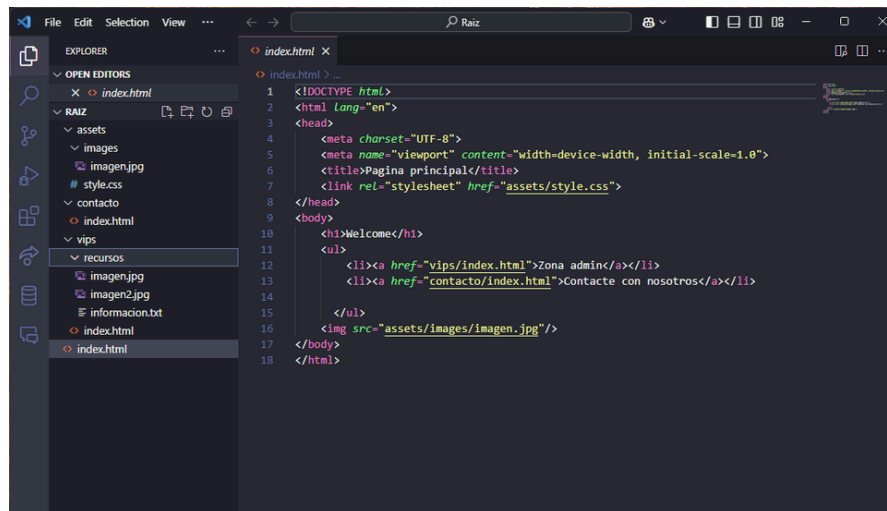 File Edit Selection View ...
Raiz
EXPLORER ...
OPEN EDITORS
index.html
RAIZ
assets
images
imagen.jpg
# style.css
contacto
index.html
vips
recursos
imagen.jpg
imagen2.jpg
informacion.txt
index.html
index.html
index.html
index.html > ...
1 <!DOCTYPE html>
2 <html lang="en">
3 <head>
4 <meta charset="UTF-8">
5 <meta name="viewport" content="width=device-width, initial-scale=1.0">
6 <title>Pagina principal</title>
7 <link rel="stylesheet" href="assets/style.css">
8 </head>
9 <body>
10 <h1>Welcome</h1>
11 <ul>
12 <li><a href="vips/index.html">Zona admin</a></li>
13 <li><a href="contacto/index.html">Contacte con nosotros</a></li>
14
15 </ul>
16 <img src="assets/images/imagen.jpg"/>
17 </body>
18 </html>